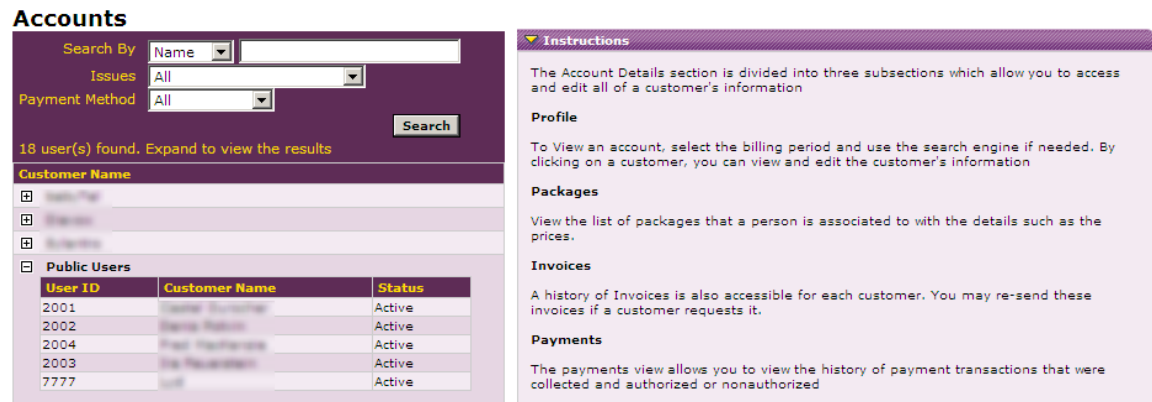 Accounts
Search By Name
Issues All
Payment Method All
Search
18 user(s) found. Expand to view the results
Customer Name
Public Users
User ID Customer Name Status
2001 Active
2002 Active
2004 Active
2003 Active
7777 Active
Instructions
The Account Details section is divided into three subsections which allow you to access
and edit all of a customer's information
Profile
To View an account, select the billing period and use the search engine if needed. By
clicking on a customer, you can view and edit the customer's information
Packages
View the list of packages that a person is associated to with the details such as the
prices.
Invoices
A history of Invoices is also accessible for each customer. You may re-send these
invoices if a customer requests it.
Payments
The payments view allows you to view the history of payment transactions that were
collected and authorized or nonauthorized